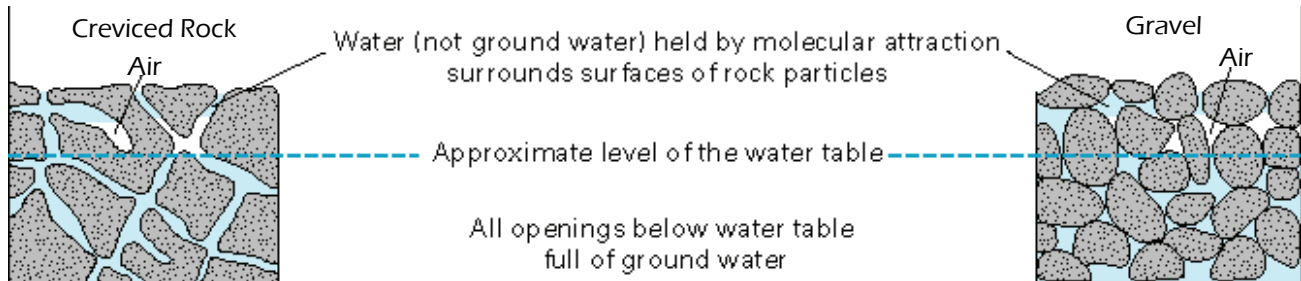 Creviced Rock
Air
Water (not ground water) held by molecular attraction
surrounds surfaces of rock particles
Gravel
Air
Approximate level of the water table
All openings below water table
full of ground water